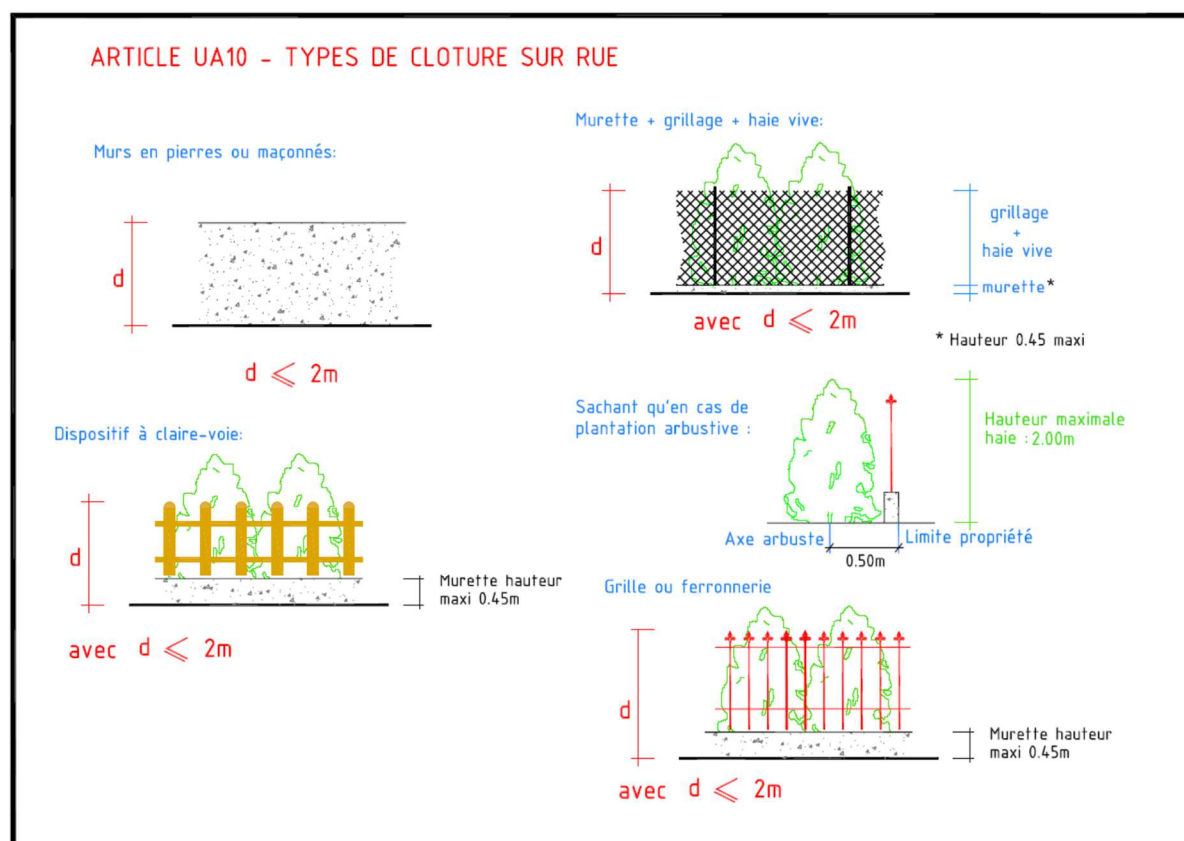 ARTICLE UA10 - TYPES DE CLOTURE SUR RUE
Murs en pierres ou maçonnés:
d
d ⩽ 2m
Dispositif à claire-voie:
d
Murette hauteur
maxi 0.45m
avec d ⩽ 2m
Murette + grillage + haie vive:
d
grillage
+
haie vive
murette*
avec d ⩽ 2m
* Hauteur 0.45 maxi
Sachant qu'en cas de
plantation arbustive :
Hauteur maximale
haie : 2.00m
Axe arbuste
Limite propriété
0.50m
Grille ou ferronnerie
d
Murette hauteur
maxi 0.45m
avec d ⩽ 2m